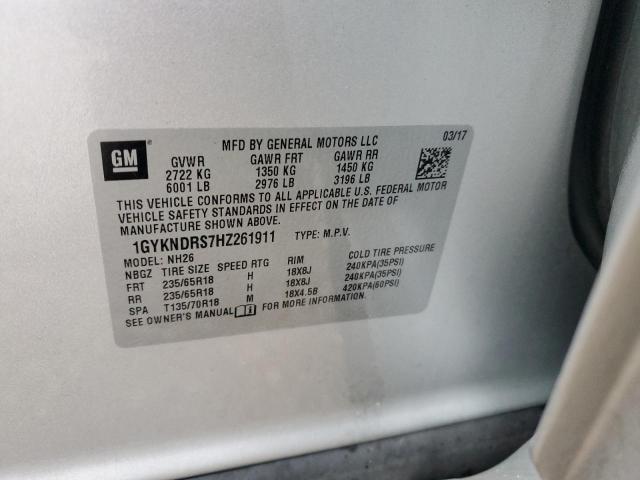 GM
MFD BY GENERAL MOTORS LLC 03/17
GVWR GAWR FRT GAWR RR
2722 KG 1350 KG 1450 KG
6001 LB 2976 LB 3196 LB
THIS VEHICLE CONFORMS TO ALL APPLICABLE U.S. FEDERAL MOTOR
VEHICLE SAFETY STANDARDS IN EFFECT ON THE DATE OF
MANUFACTURE SHOWN ABOVE.
1GYKNDRS7HZ261911 TYPE: M.P.V.
MODEL: NH26
NBGZ TIRE SIZE SPEED RTG RIM COLD TIRE PRESSURE
FRT 235/65R18 H 18X8J 240KPA(35PSI)
RR 235/65R18 H 18X8J 240KPA(35PSI)
SPA T135/70R18 M 18X4.5B 420KPA(60PSI)
SEE OWNER'S MANUAL FOR MORE INFORMATION.